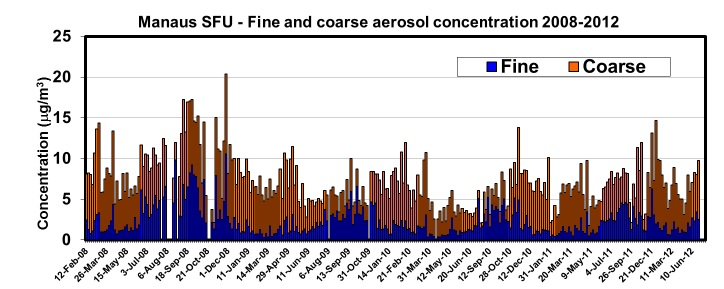 Manaus SFU - Fine and coarse aerosol concentration 2008-2012
Concentration (µg/m³)
25
20
15
10
5
0
Fine
Coarse
12-Feb-08
26-Mar-08
15-May-08
3-Jul-08
6-Aug-08
18-Sep-08
21-Oct-08
1-Dec-08
11-Jan-09
14-Mar-09
29-Apr-09
11-Jun-09
6-Aug-09
9-Sep-09
31-Oct-09
14-Jan-10
21-Feb-10
31-Mar-10
12-May-10
20-Jun-10
12-Aug-10
28-Oct-10
12-Dec-10
31-Jan-11
28-Mar-11
9-May-11
4-Jul-11
6-Sep-11
26-Sep-11
21-Dec-11
11-Mar-12
10-Jun-12